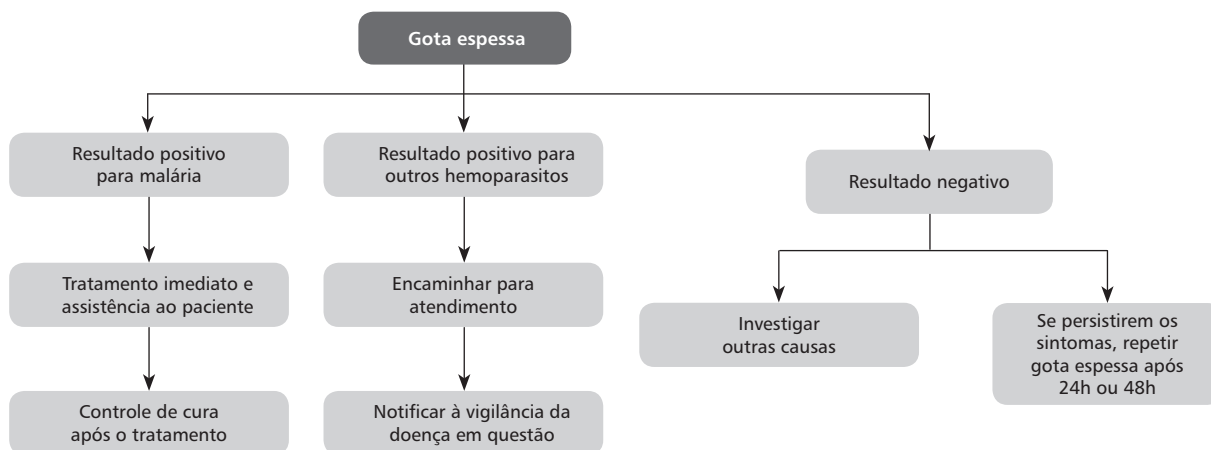 Gota espessa
Resultado positivo
para malária
Resultado positivo para
outros hemoparasitos
Resultado negativo
Tratamento imediato e
assistência ao paciente
Encaminhar para
atendimento
Investigar
outras causas
Se persistirem os
sintomas, repetir
gota espessa após
24h ou 48h
Controle de cura
após o tratamento
Notificar à vigilância da
doença em questão